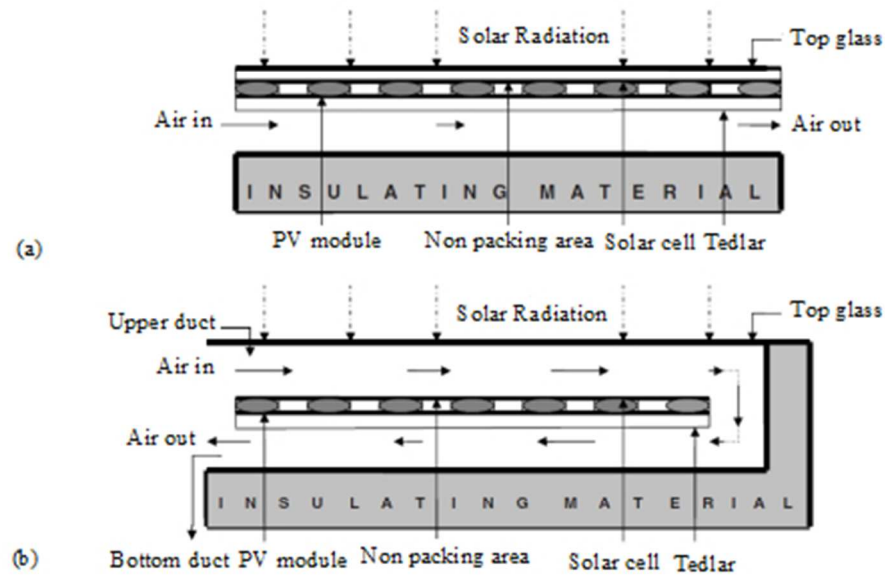 Solar Radiation
Top glass
Air in
Air out
INSULATING MATERIAL
PV module
Non packing area
Solar cell
Tedlar
(a)
Solar Radiation
Top glass
Upper duct
Air in
Air out
INSULATING MATERIAL
(b)
Bottom duct
PV module
Non packing area
Solar cell
Tedlar